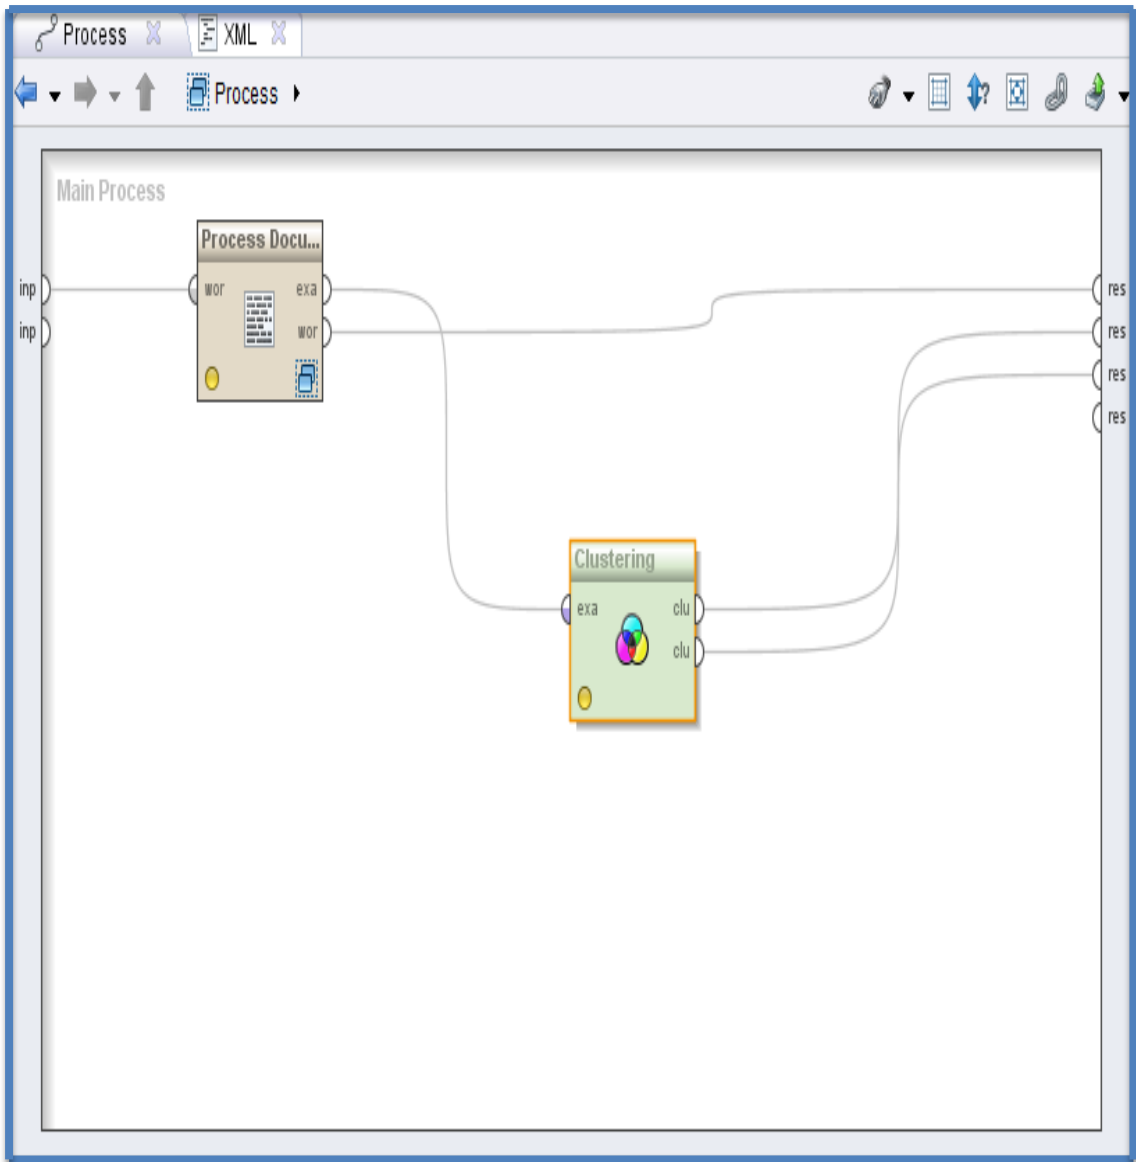 Process
XML
Process
Main Process
Process Docu...
inp wor exa res
inp wor res
res
res
Clustering
exa clu
clu